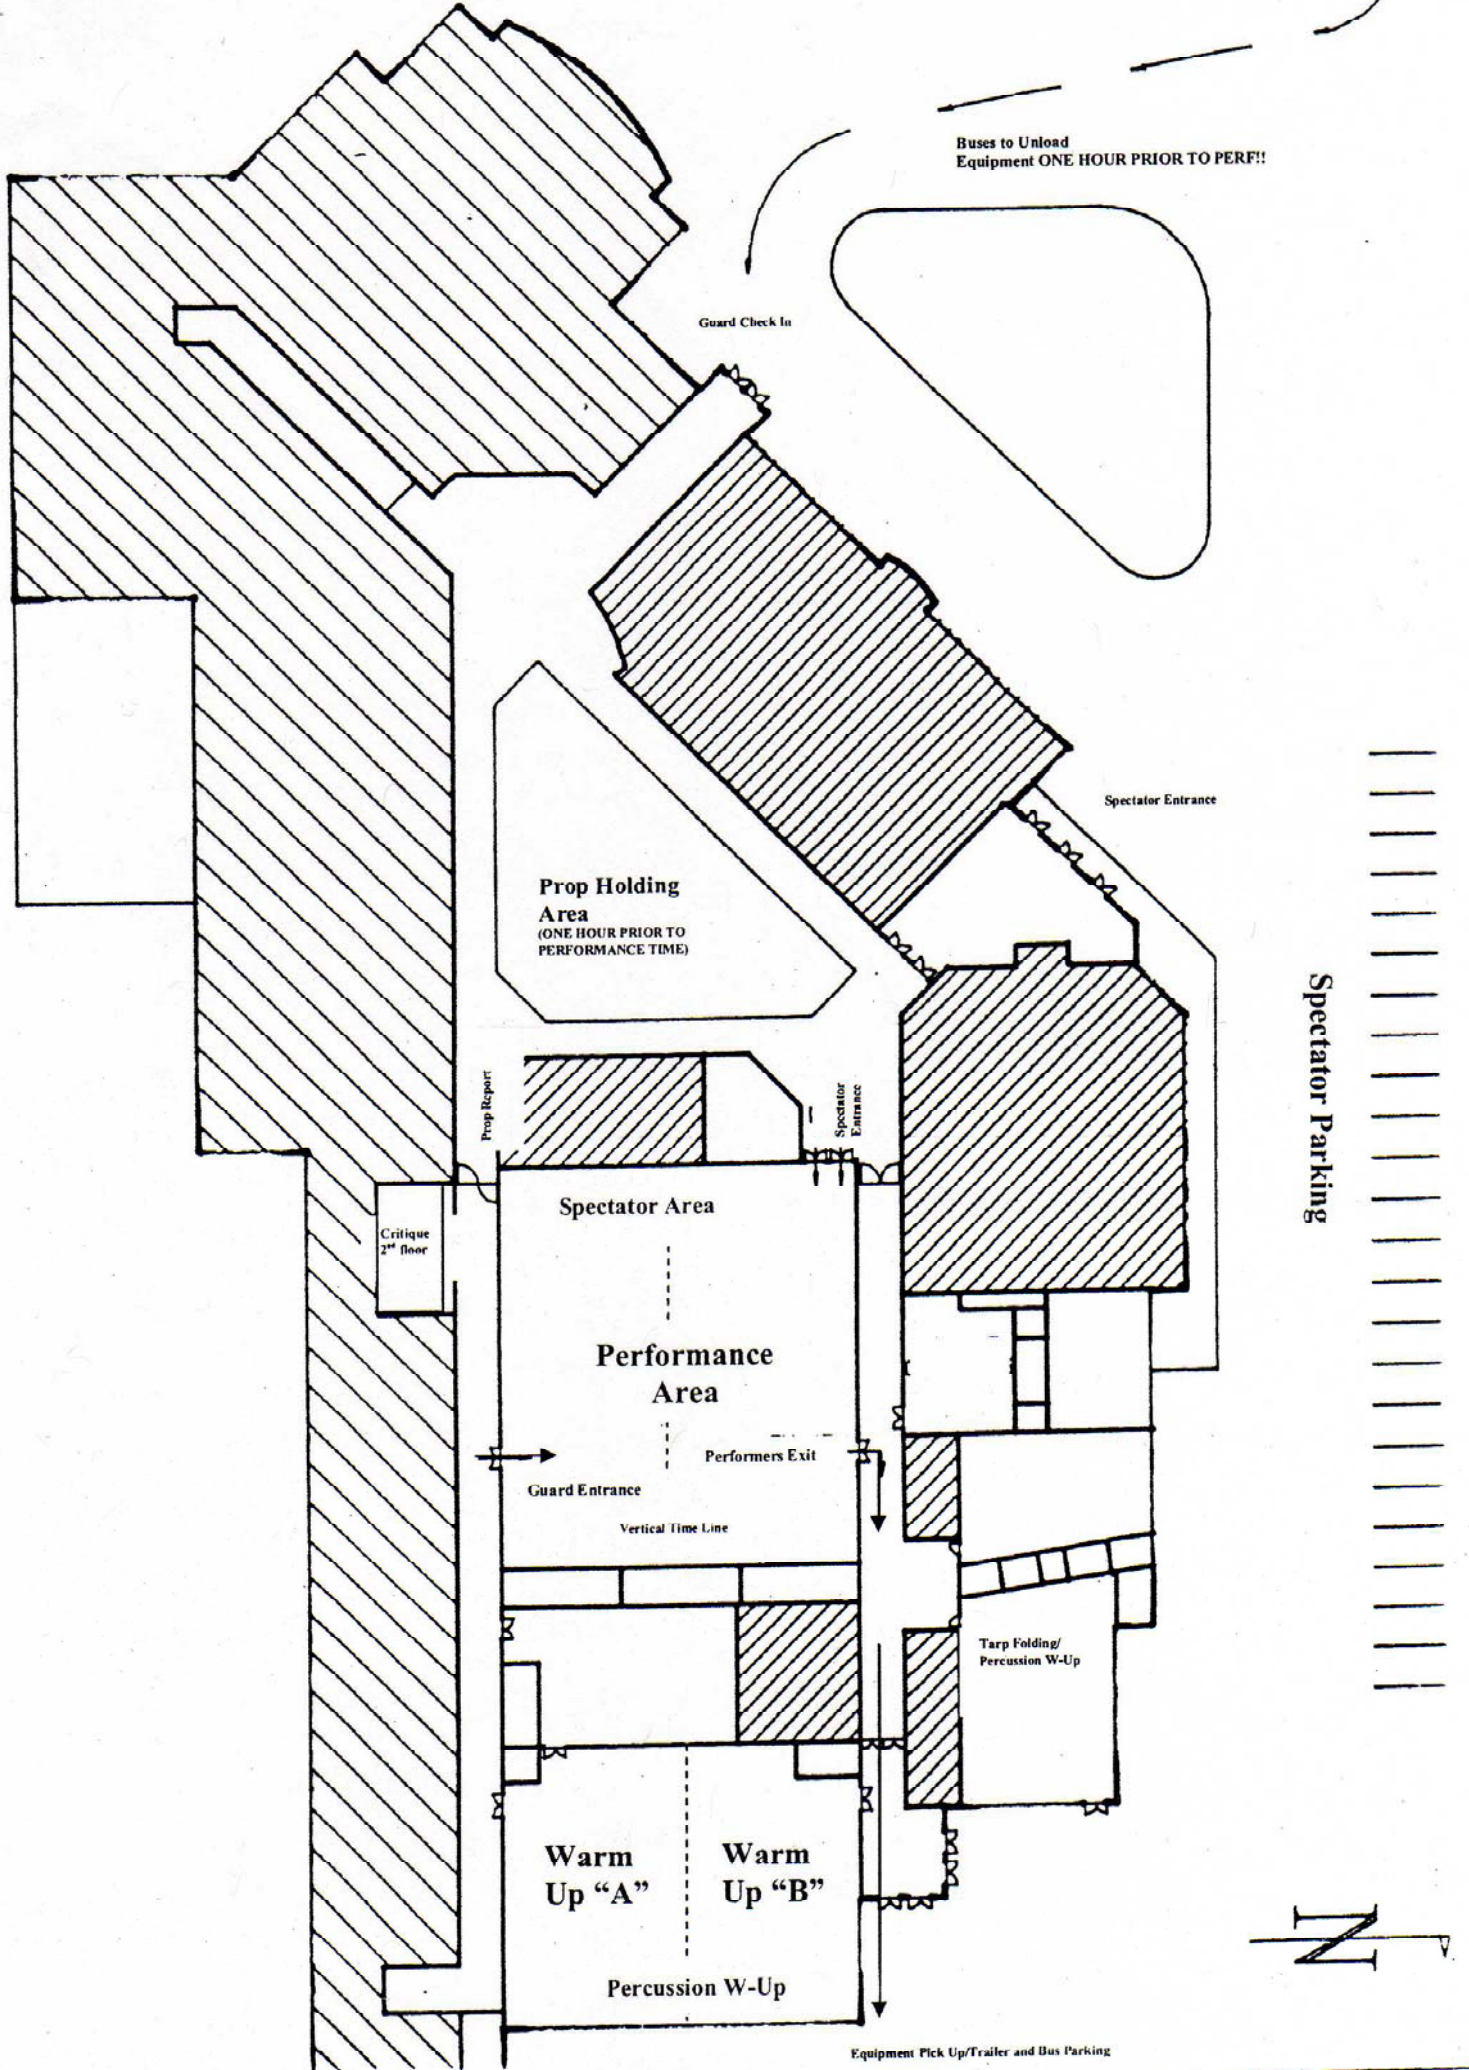 Buses to Unload
Equipment ONE HOUR PRIOR TO PERF!!
Guard Check In
Spectator Entrance
Prop Holding
Area
(ONE HOUR PRIOR TO
PERFORMANCE TIME)
Spectator Parking
Prop Report
Spectator
Entrance
Spectator Area
Critique
2nd floor
Performance
Area
Performers Exit
Guard Entrance
Vertical Time Line
Tarp Folding/
Percussion W-Up
Warm
Up “A”
Warm
Up “B”
N
Percussion W-Up
Equipment Pick Up/Trailer and Bus Parking